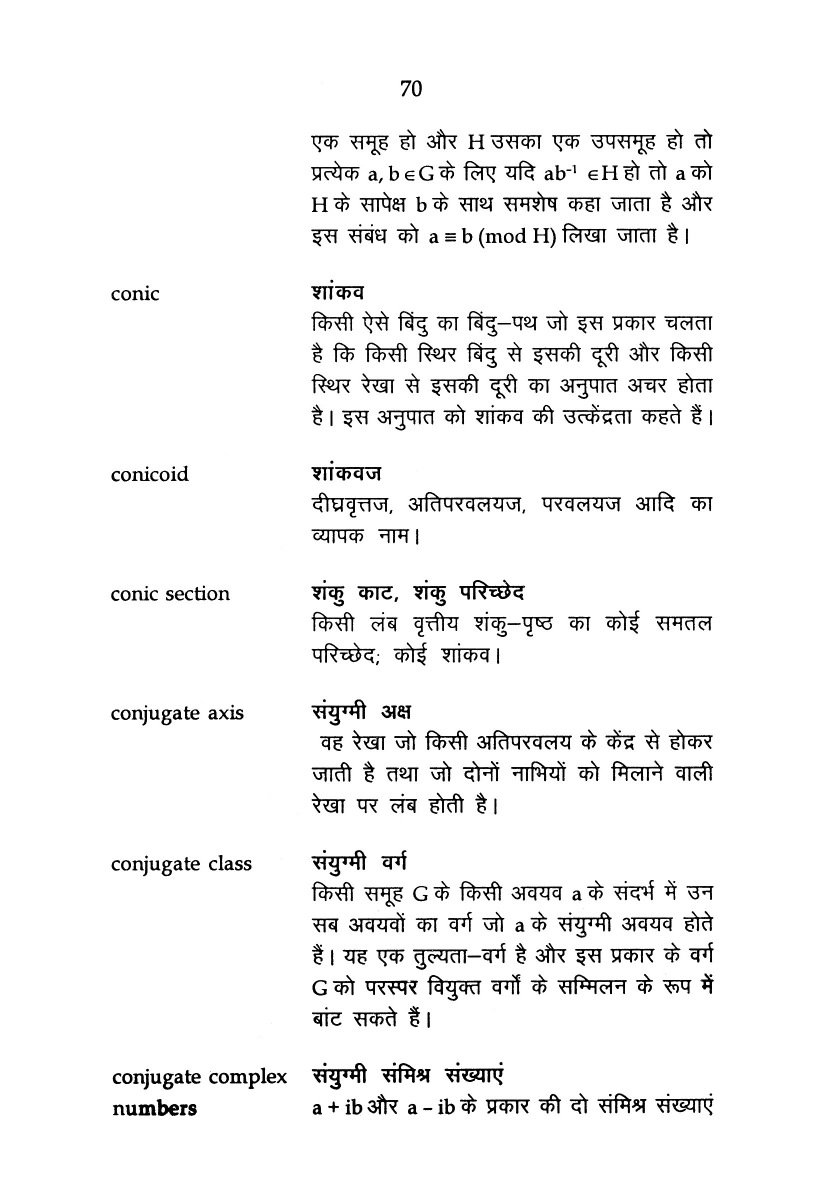 70
एक समूह हो और H उसका एक उपसमूह हो तो
प्रत्येक a, b ∈ G के लिए यदि ab⁻¹ ∈ H हो तो a को
H के सापेक्ष b के साथ समशेष कहा जाता है और
इस संबंध को a ≡ b (mod H) लिखा जाता है।
conic शांकव
किसी ऐसे बिंदु का बिंदु–पथ जो इस प्रकार चलता
है कि किसी स्थिर बिंदु से इसकी दूरी और किसी
स्थिर रेखा से इसकी दूरी का अनुपात अचर होता
है। इस अनुपात को शांकव की उत्केंद्रता कहते हैं।
conicoid शांकवज
दीघ्रवृत्तज, अतिपरवलयज, परवलयज आदि का
व्यापक नाम।
conic section शंकु काट, शंकु परिच्छेद
किसी लंब वृत्तीय शंकु–पृष्ठ का कोई समतल
परिच्छेद; कोई शांकव।
conjugate axis संयुग्मी अक्ष
वह रेखा जो किसी अतिपरवलय के केंद्र से होकर
जाती है तथा जो दोनों नाभियों को मिलाने वाली
रेखा पर लंब होती है।
conjugate class संयुग्मी वर्ग
किसी समूह G के किसी अवयव a के संदर्भ में उन
सब अवयवों का वर्ग जो a के संयुग्मी अवयव होते
हैं। यह एक तुल्यता–वर्ग है और इस प्रकार के वर्ग
G को परस्पर वियुक्त वर्गों के सम्मिलन के रूप में
बांट सकते हैं।
conjugate complex संयुग्मी संमिश्र संख्याएं
numbers a + ib और a – ib के प्रकार की दो संमिश्र संख्याएं